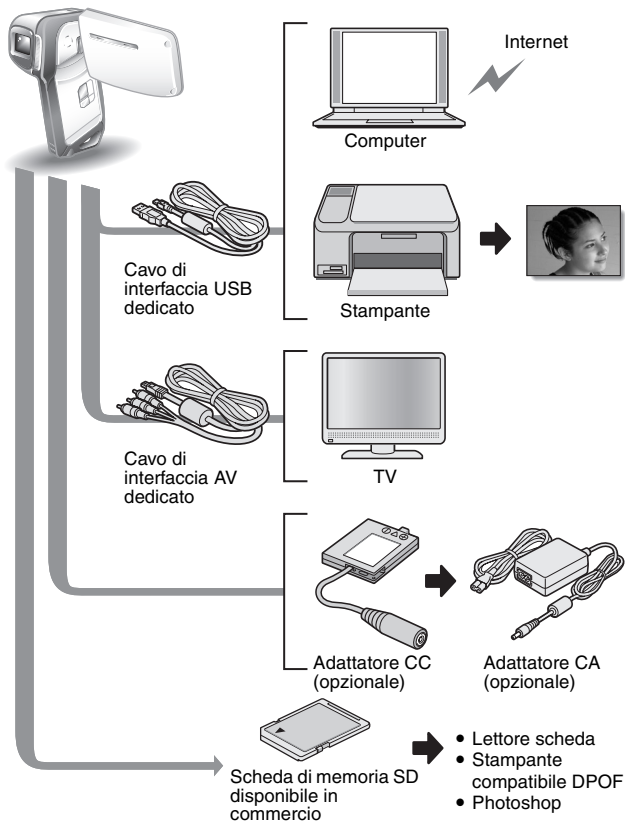 Internet
Computer
Cavo di
interfaccia USB
dedicato
Stampante
Cavo di
interfaccia AV
dedicato
TV
Adattatore CC
(opzionale)
Adattatore CA
(opzionale)
Scheda di memoria SD
disponibile in
commercio
● Lettore scheda
● Stampante
compatibile DPOF
● Photoshop